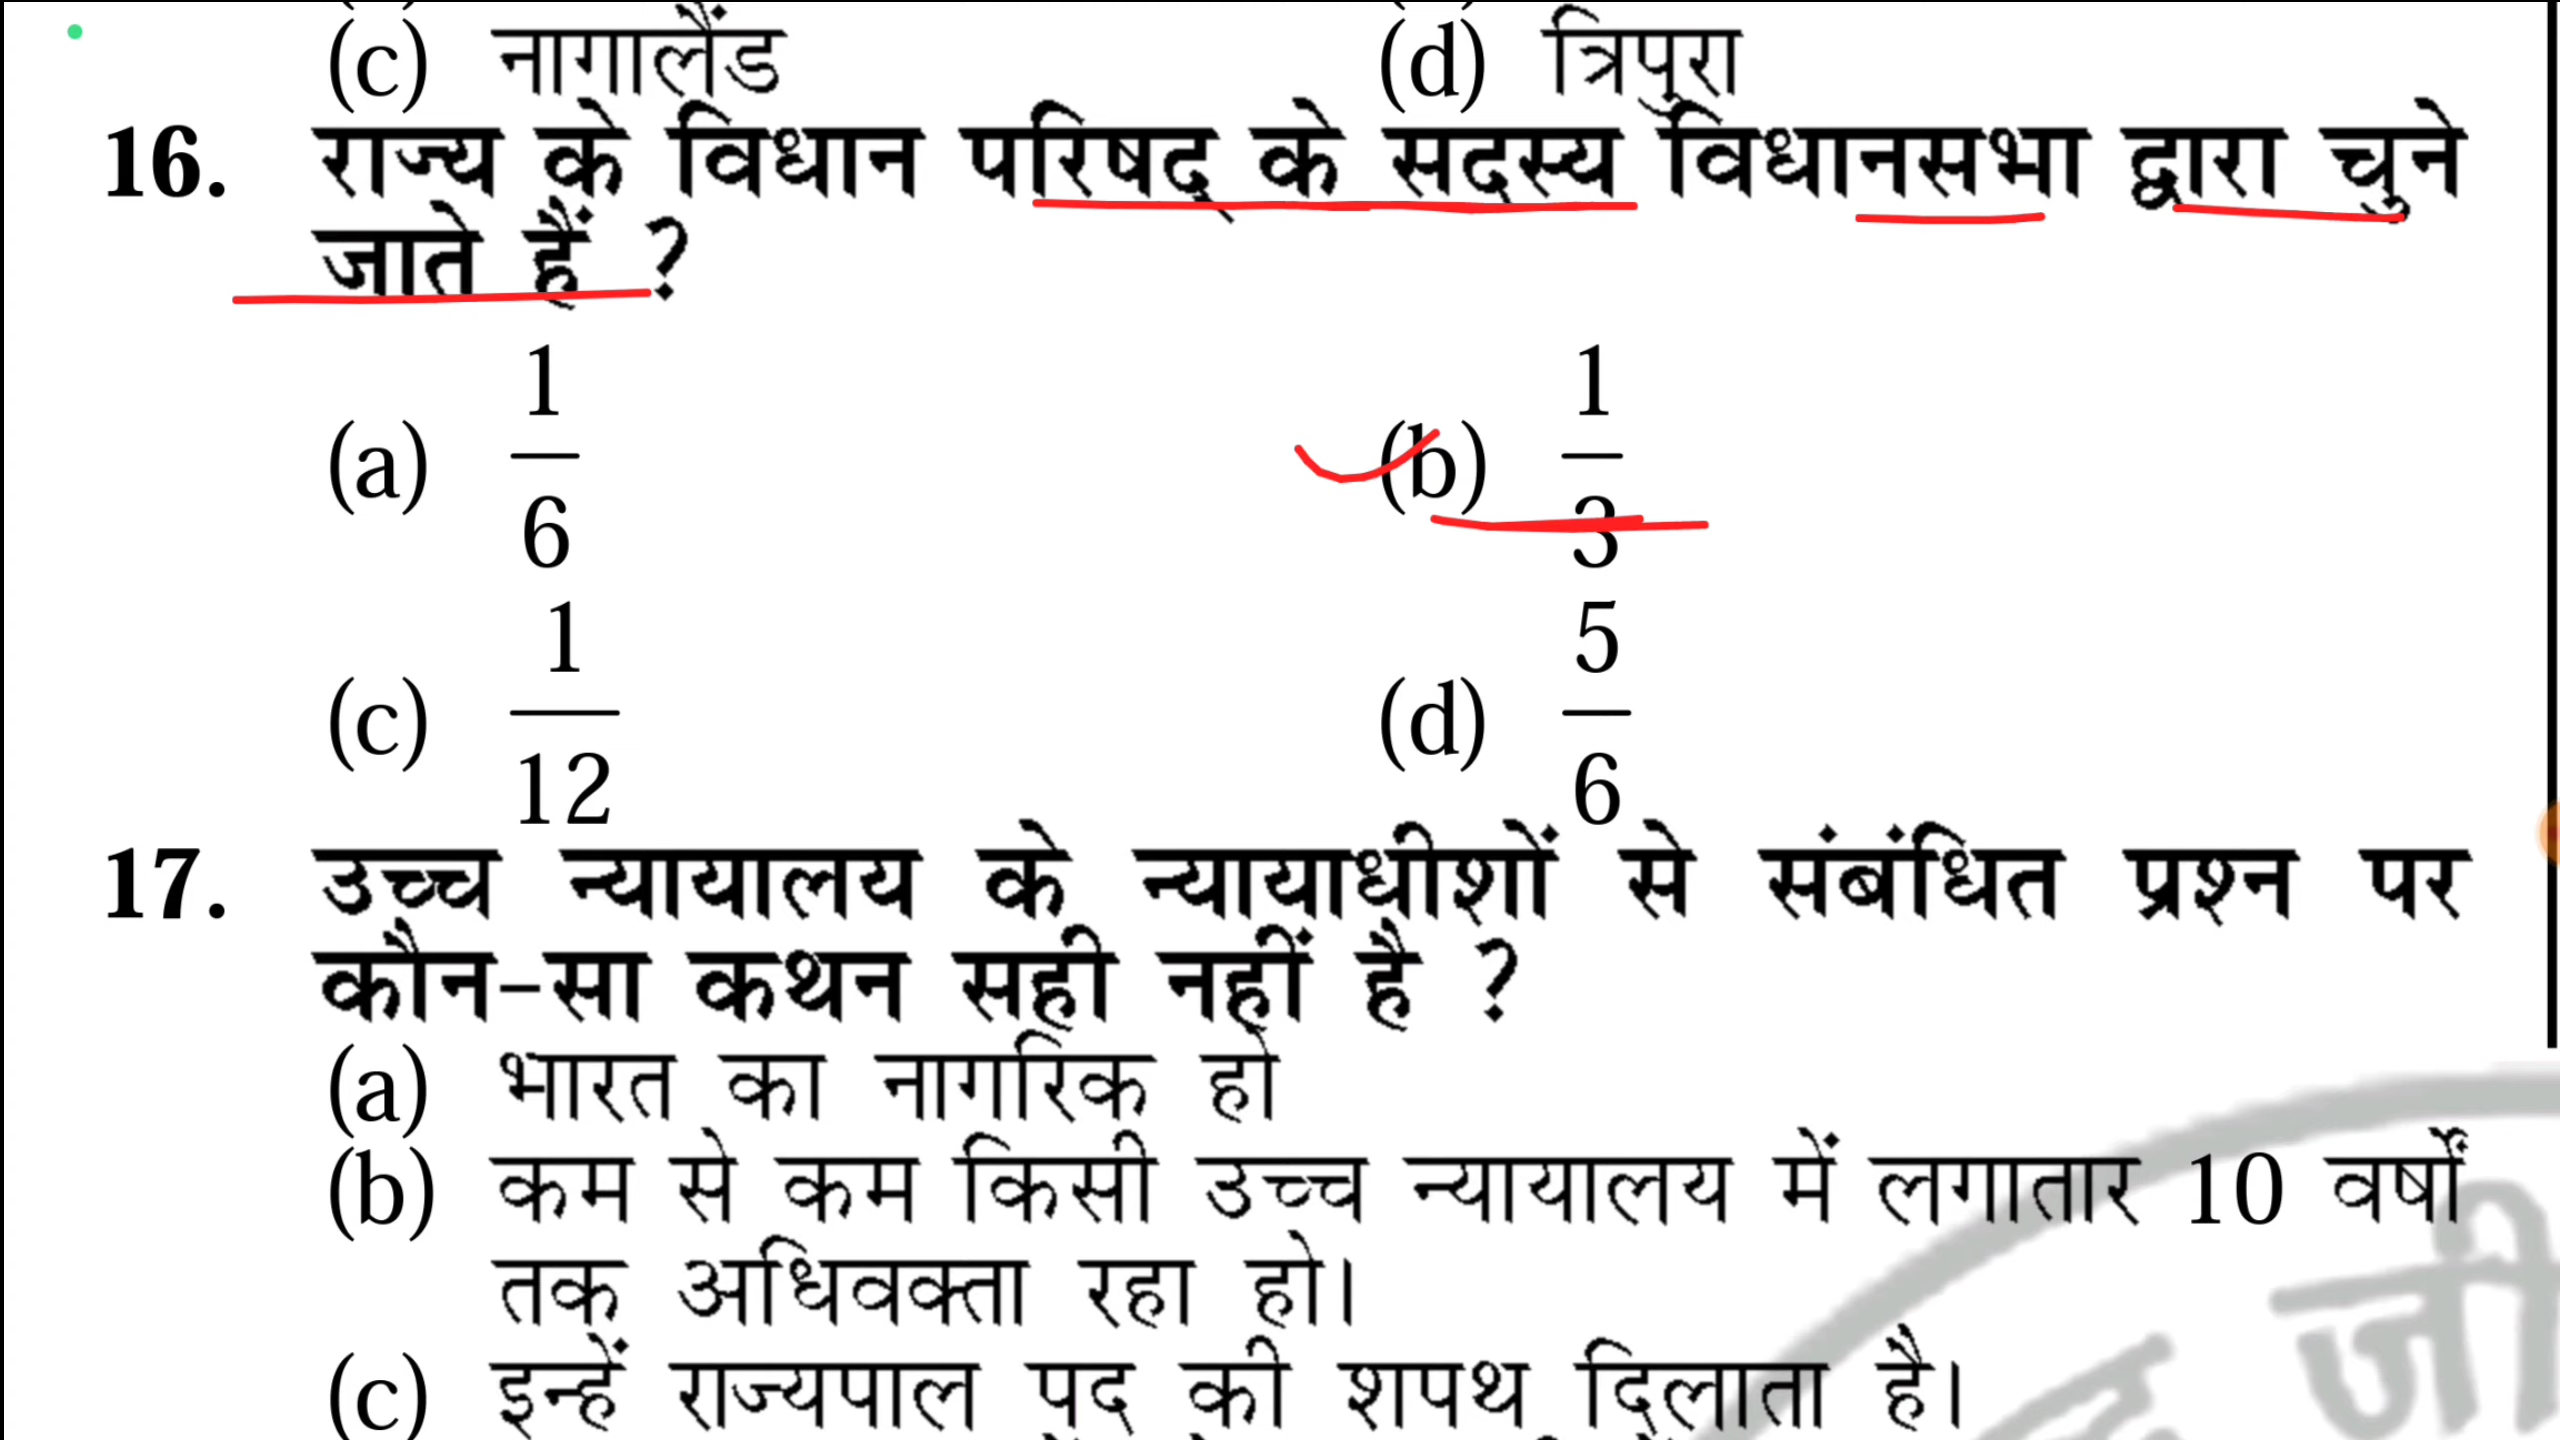 (c) नागालैंड (d) त्रिपुरा
16. राज्य के विधान परिषद् के सदस्य विधानसभा द्वारा चुने
जाते हैं ?
(a) 1/6 (b) 1/3
(c) 1/12 (d) 5/6
17. उच्च न्यायालय के न्यायाधीशों से संबंधित प्रश्न पर
कौन-सा कथन सही नहीं है ?
(a) भारत का नागरिक हो
(b) कम से कम किसी उच्च न्यायालय में लगातार 10 वर्षों
तक अधिवक्ता रहा हो।
(c) इन्हें राज्यपाल पद की शपथ दिलाता है।
जी